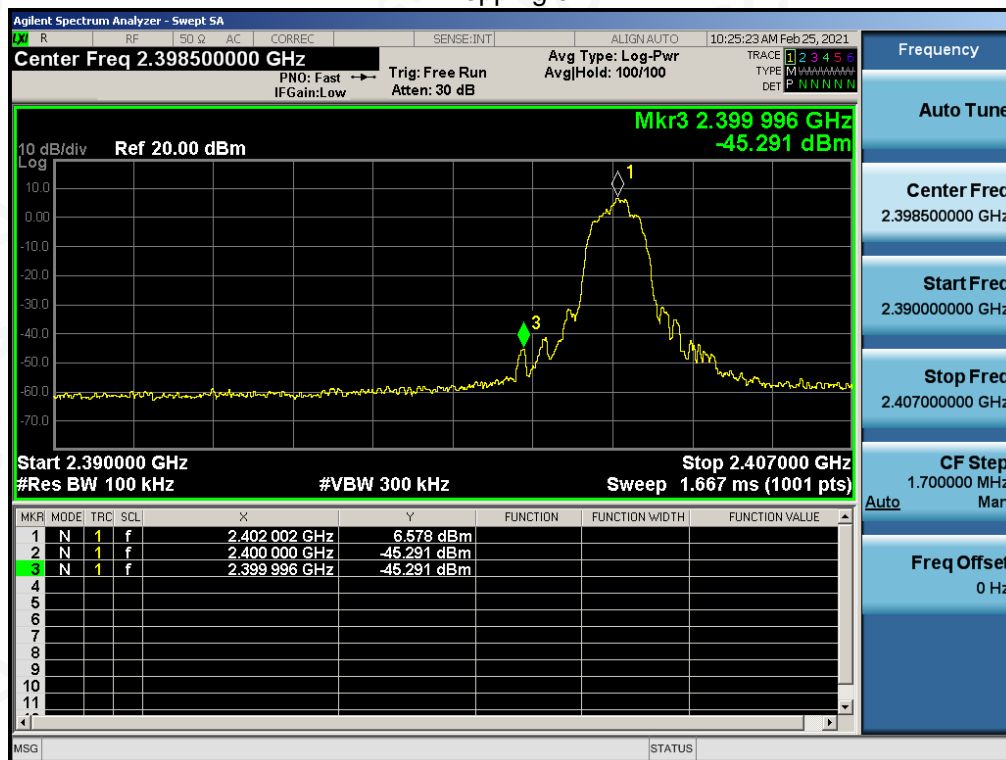 Agilent Spectrum Analyzer - Swept SA
LXI R RF 50 Ω AC CORREC SENSE:INT ALIGN AUTO 10:25:23 AM Feb 25, 2021
Center Freq 2.398500000 GHz
PNO: Fast
IFGain:Low
Trig: Free Run
Atten: 30 dB
Avg Type: Log-Pwr
Avg|Hold: 100/100
TRACE 1 2 3 4 5 6
TYPE M WWWWW
DET P N N N N N
Mkr3 2.399 996 GHz
-45.291 dBm
10 dB/div Ref 20.00 dBm
Log
10.0
0.00
-10.0
-20.0
-30.0
-40.0
-50.0
-60.0
-70.0
1
3
Start 2.390000 GHz Stop 2.407000 GHz
#Res BW 100 kHz #VBW 300 kHz Sweep 1.667 ms (1001 pts)
MKR MODE TRC SCL X Y FUNCTION FUNCTION WIDTH FUNCTION VALUE
1 N 1 f 2.402 002 GHz 6.578 dBm
2 N 1 f 2.400 000 GHz -45.291 dBm
3 N 1 f 2.399 996 GHz -45.291 dBm
4
5
6
7
8
9
10
11
MSG STATUS
Frequency
Auto Tune
Center Freq
2.398500000 GHz
Start Freq
2.390000000 GHz
Stop Freq
2.407000000 GHz
CF Step
1.700000 MHz
Auto Man
Freq Offset
0 Hz